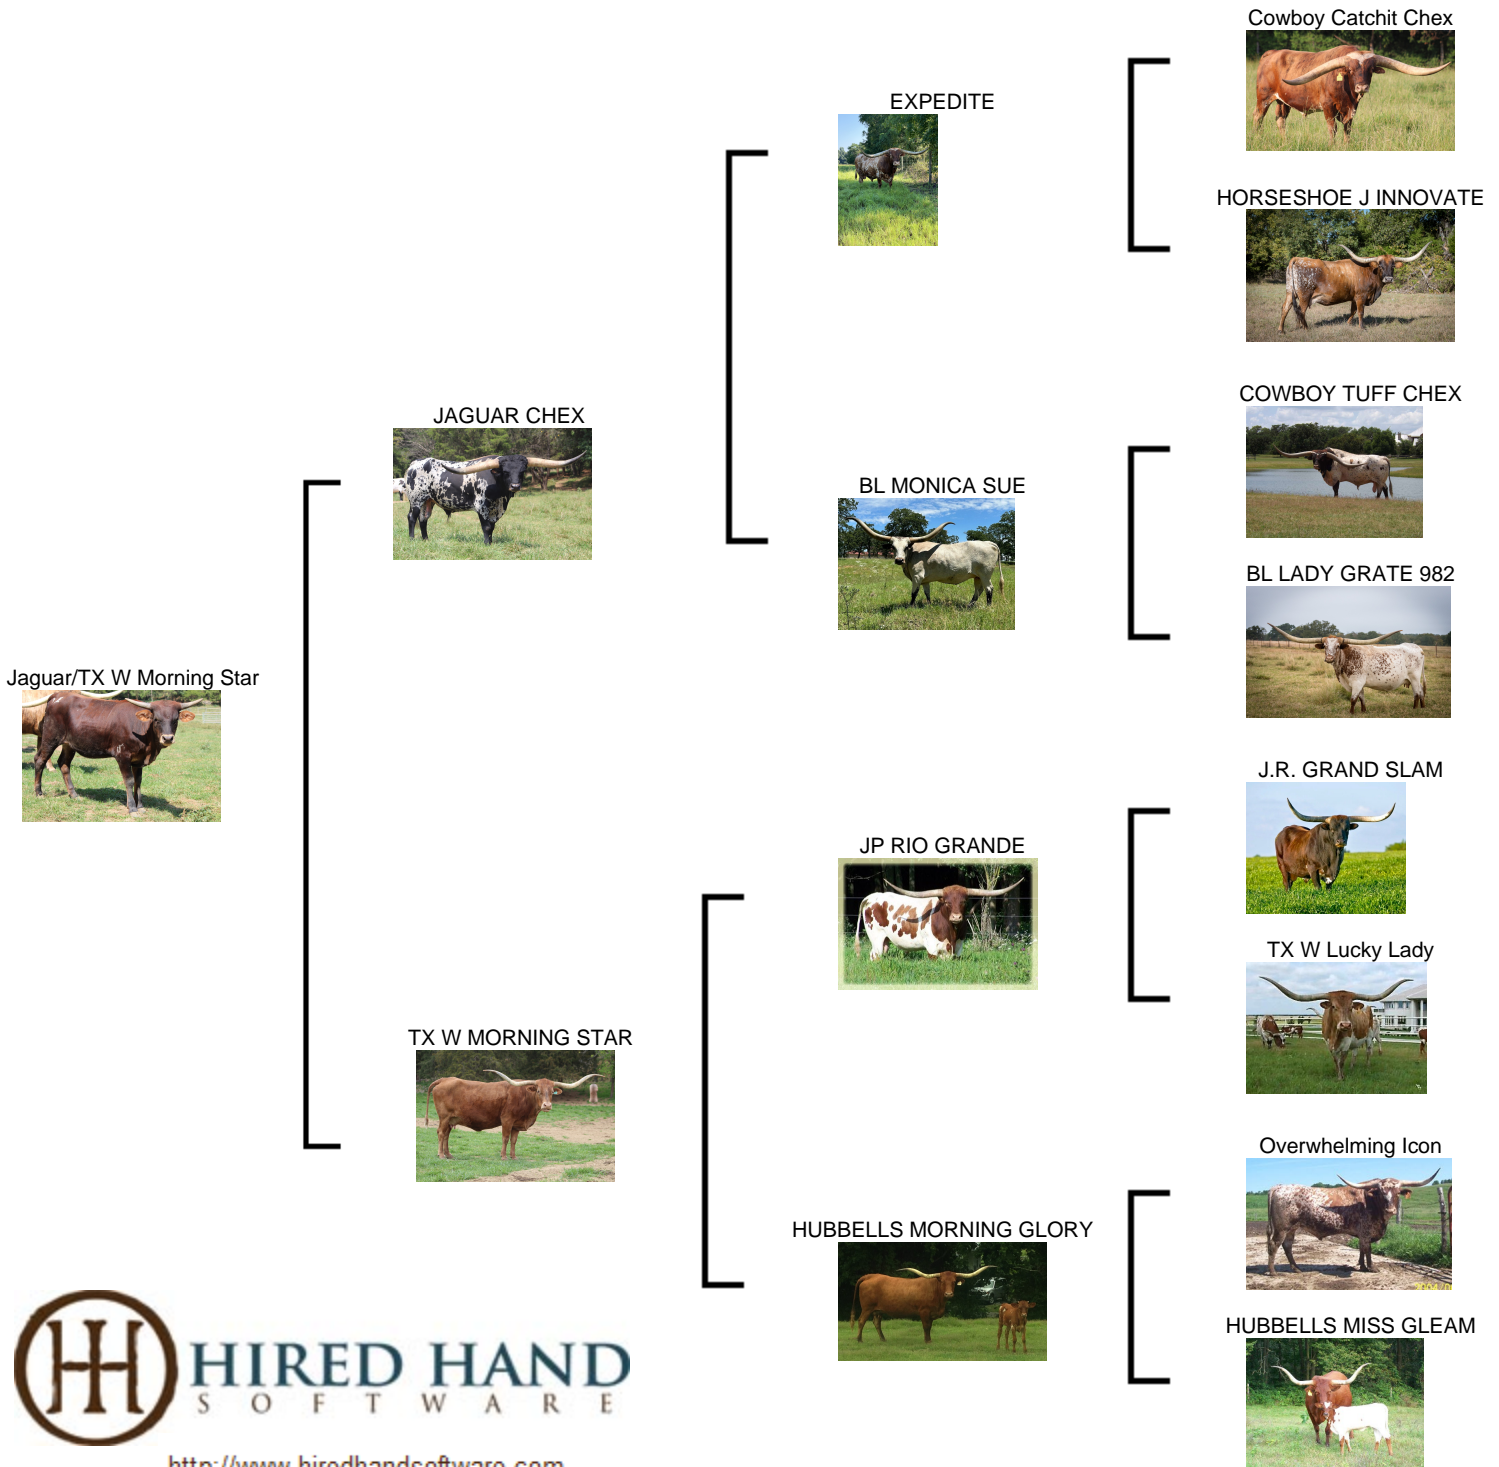 Cowboy Catchit Chex
EXPEDITE
HORSESHOE J INNOVATE
COWBOY TUFF CHEX
JAGUAR CHEX
BL MONICA SUE
BL LADY GRATE 982
Jaguar/TX W Morning Star
J.R. GRAND SLAM
JP RIO GRANDE
TX W Lucky Lady
TX W MORNING STAR
Overwhelming Icon
HUBBELLS MORNING GLORY
HUBBELLS MISS GLEAM
HIRED HAND
SOFTWARE
http://www.hiredhandsoftware.com